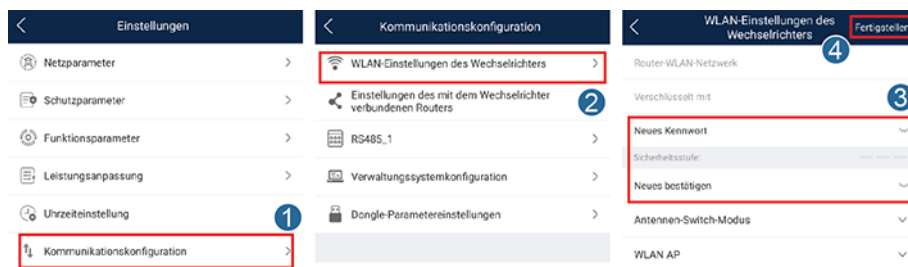 Einstellungen
Netzparameter
Schutzparameter
Funktionsparameter
Leistungsanpassung
Uhrzeiteinstellung
1
Kommunikationskonfiguration
Kommunikationskonfiguration
WLAN-Einstellungen des Wechselrichters
2
Einstellungen des mit dem Wechselrichter
verbundenen Routers
RS485_1
Verwaltungssystemkonfiguration
Dongle-Parametereinstellungen
WLAN-Einstellungen des
Wechselrichters
Fertigstellen
4
Router-WLAN-Netzwerk
Verschlüsselt mit
3
Neues Kennwort
Sicherheitsstufe:
Neues bestätigen
Antennen-Switch-Modus
WLAN AP